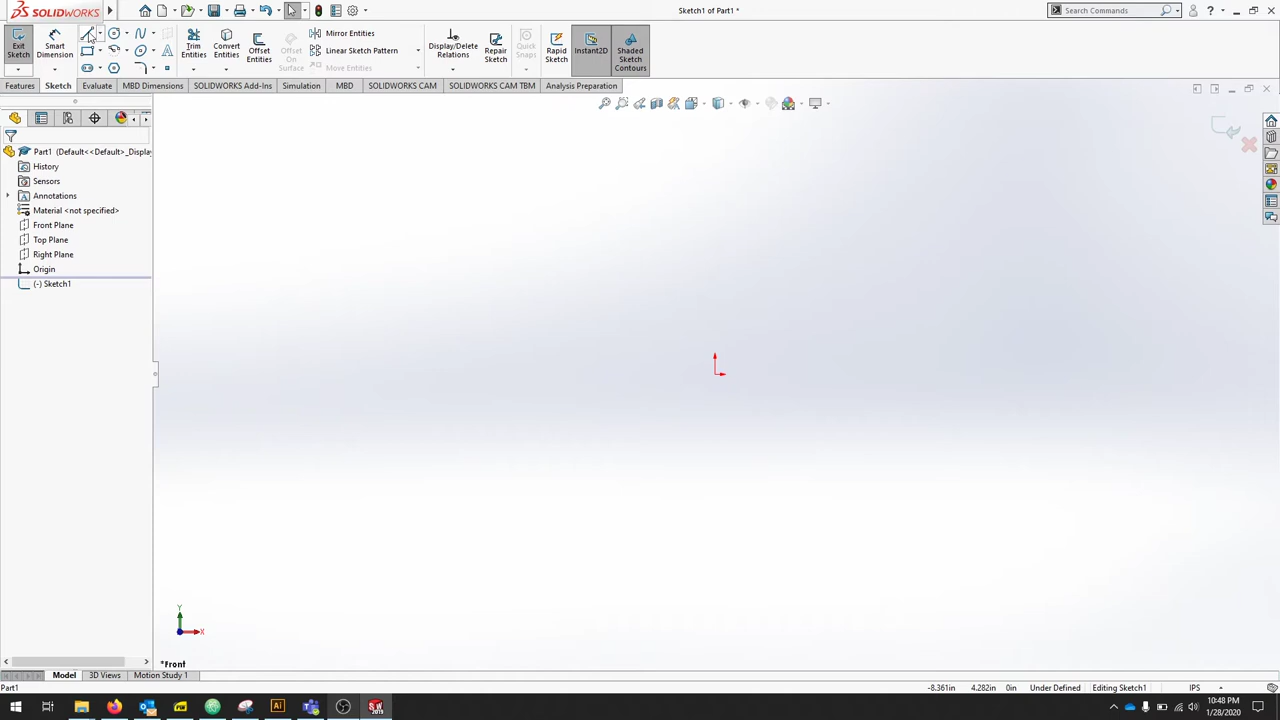 SOLIDWORKS
Sketch1 of Part1 *
Search Commands
Exit Sketch
Smart Dimension
Trim Entities
Convert Entities
Offset Entities
Offset On Surface
Mirror Entities
Linear Sketch Pattern
Move Entities
Display/Delete Relations
Repair Sketch
Quick Snaps
Rapid Sketch
Instant2D
Shaded Sketch Contours
Features
Sketch
Evaluate
MBD Dimensions
SOLIDWORKS Add-Ins
Simulation
MBD
SOLIDWORKS CAM
SOLIDWORKS CAM TBM
Analysis Preparation
Part1 (Default<<Default>_Display
History
Sensors
Annotations
Material <not specified>
Front Plane
Top Plane
Right Plane
Origin
(-) Sketch1
Y
X
*Front
Model
3D Views
Motion Study 1
Part1
-8.361in
4.282in
0in
Under Defined
Editing Sketch1
IPS
10:48 PM
1/28/2020